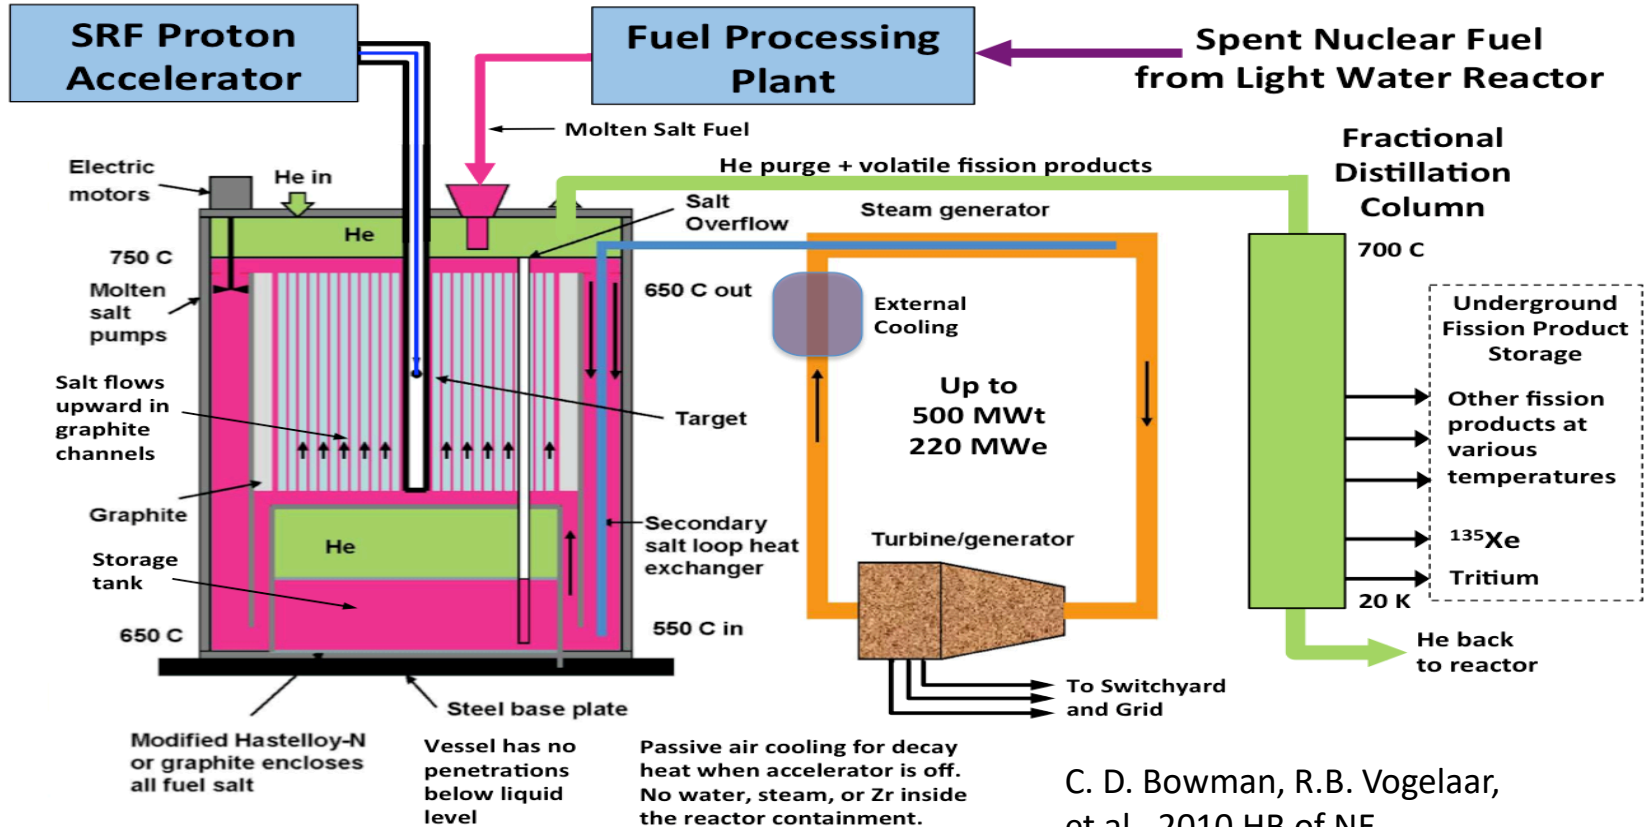 SRF Proton
Accelerator
Fuel Processing
Plant
Spent Nuclear Fuel
from Light Water Reactor
Molten Salt Fuel
Electric
motors
He in
He purge + volatile fission products
Fractional
Distillation
Column
Salt
Overflow
Steam generator
He
750 C
700 C
Molten
salt
pumps
650 C out
External
Cooling
Underground
Fission Product
Storage
Salt flows
upward in
graphite
channels
Target
Up to
500 MWt
220 MWe
Other fission
products at
various
temperatures
Graphite
He
Secondary
salt loop heat
exchanger
Turbine/generator
135Xe
Storage
tank
Tritium
20 K
650 C
550 C in
He back
to reactor
To Switchyard
and Grid
Steel base plate
Modified Hastelloy-N
or graphite encloses
all fuel salt
Vessel has no
penetrations
below liquid
level
Passive air cooling for decay
heat when accelerator is off.
No water, steam, or Zr inside
the reactor containment.
C. D. Bowman, R.B. Vogelaar,
et al., 2010 HB of NE